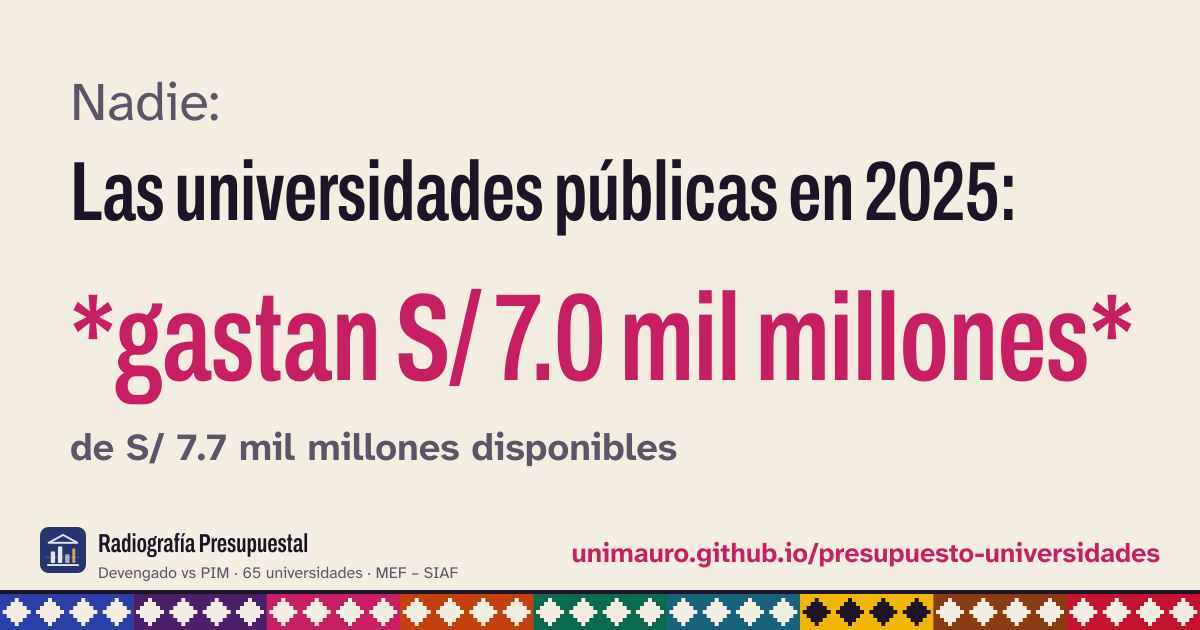 Nadie:
Las universidades públicas en 2025:
*gastan S/ 7.0 mil millones*
de S/ 7.7 mil millones disponibles
Radiografía Presupuestal
Devengado vs PIM · 65 universidades · MEF – SIAF
unimauro.github.io/presupuesto-universidades